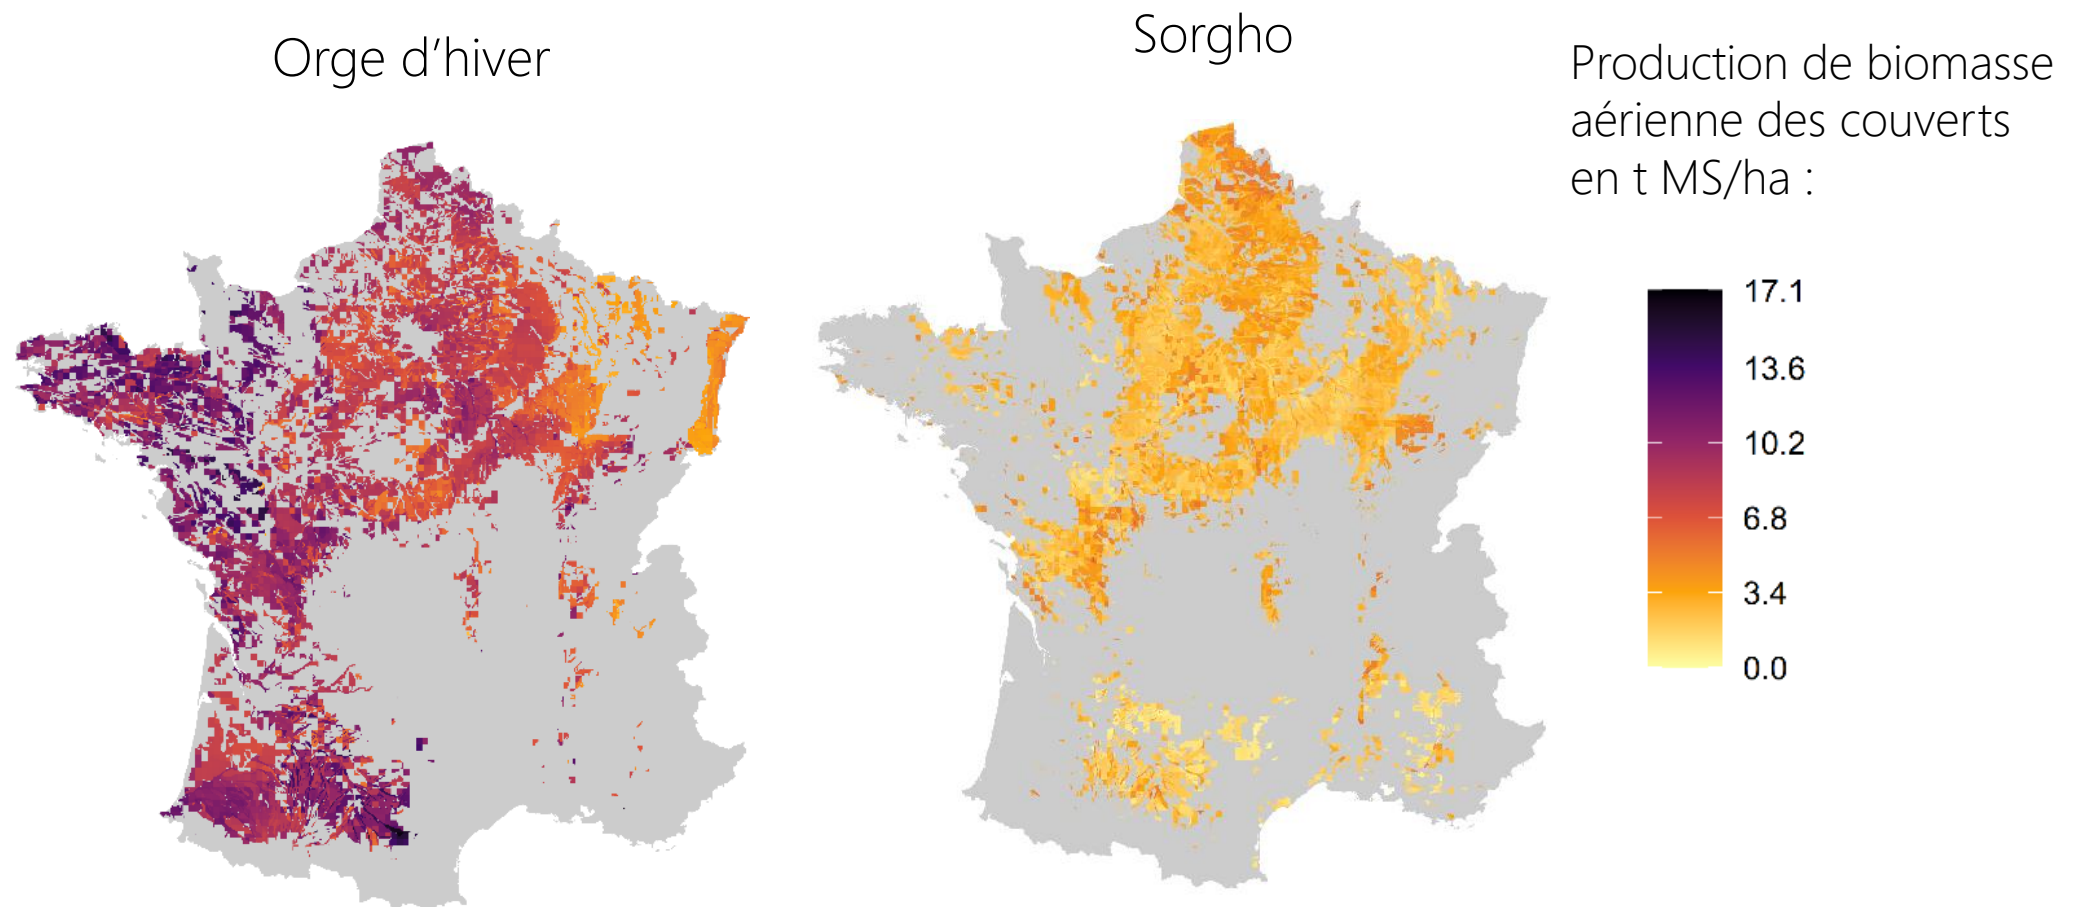 Orge d’hiver
Sorgho
Production de biomasse
aérienne des couverts
en t MS/ha :
17.1
13.6
10.2
6.8
3.4
0.0